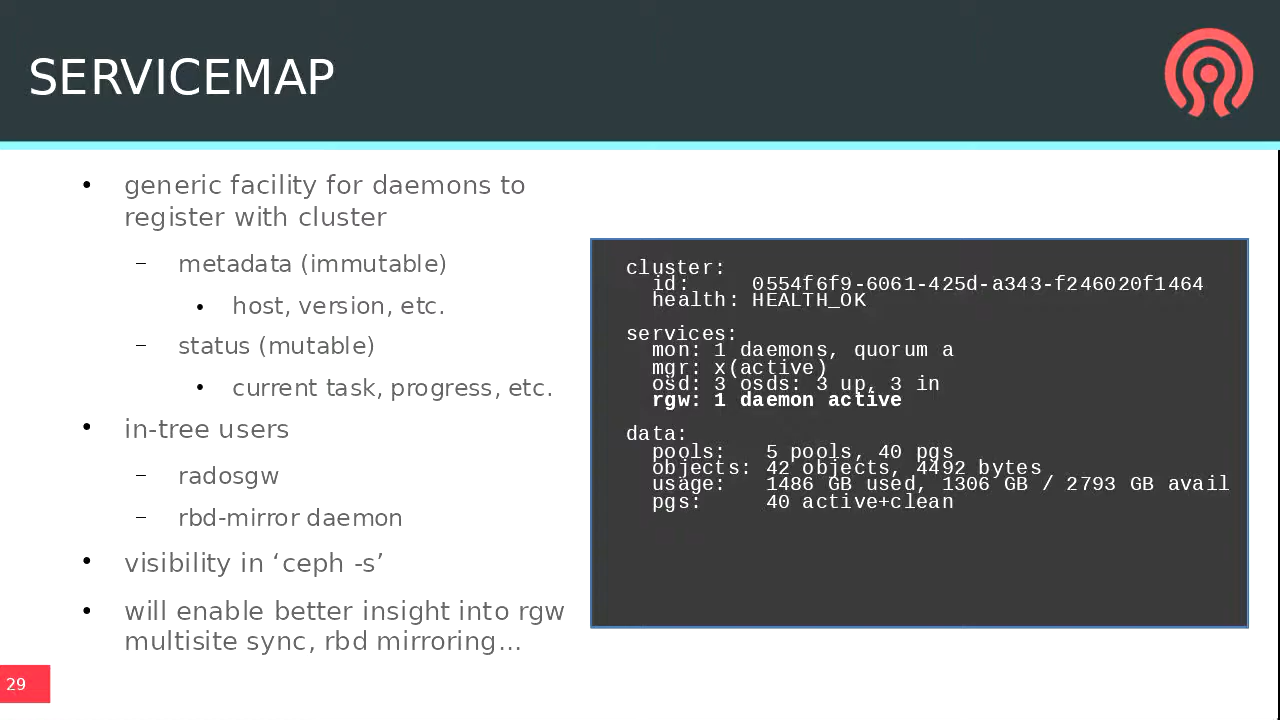 SERVICEMAP
• generic facility for daemons to
register with cluster
– metadata (immutable)
• host, version, etc.
– status (mutable)
• current task, progress, etc.
• in-tree users
– radosgw
– rbd-mirror daemon
• visibility in ‘ceph -s’
• will enable better insight into rgw
multisite sync, rbd mirroring…
cluster:
  id:     0554f6f9-6061-425d-a343-f246020f1464
  health: HEALTH_OK
services:
  mon: 1 daemons, quorum a
  mgr: x(active)
  osd: 3 osds: 3 up, 3 in
  rgw: 1 daemon active
data:
  pools:   5 pools, 40 pgs
  objects: 42 objects, 4492 bytes
  usage:   1486 GB used, 1306 GB / 2793 GB avail
  pgs:     40 active+clean
29